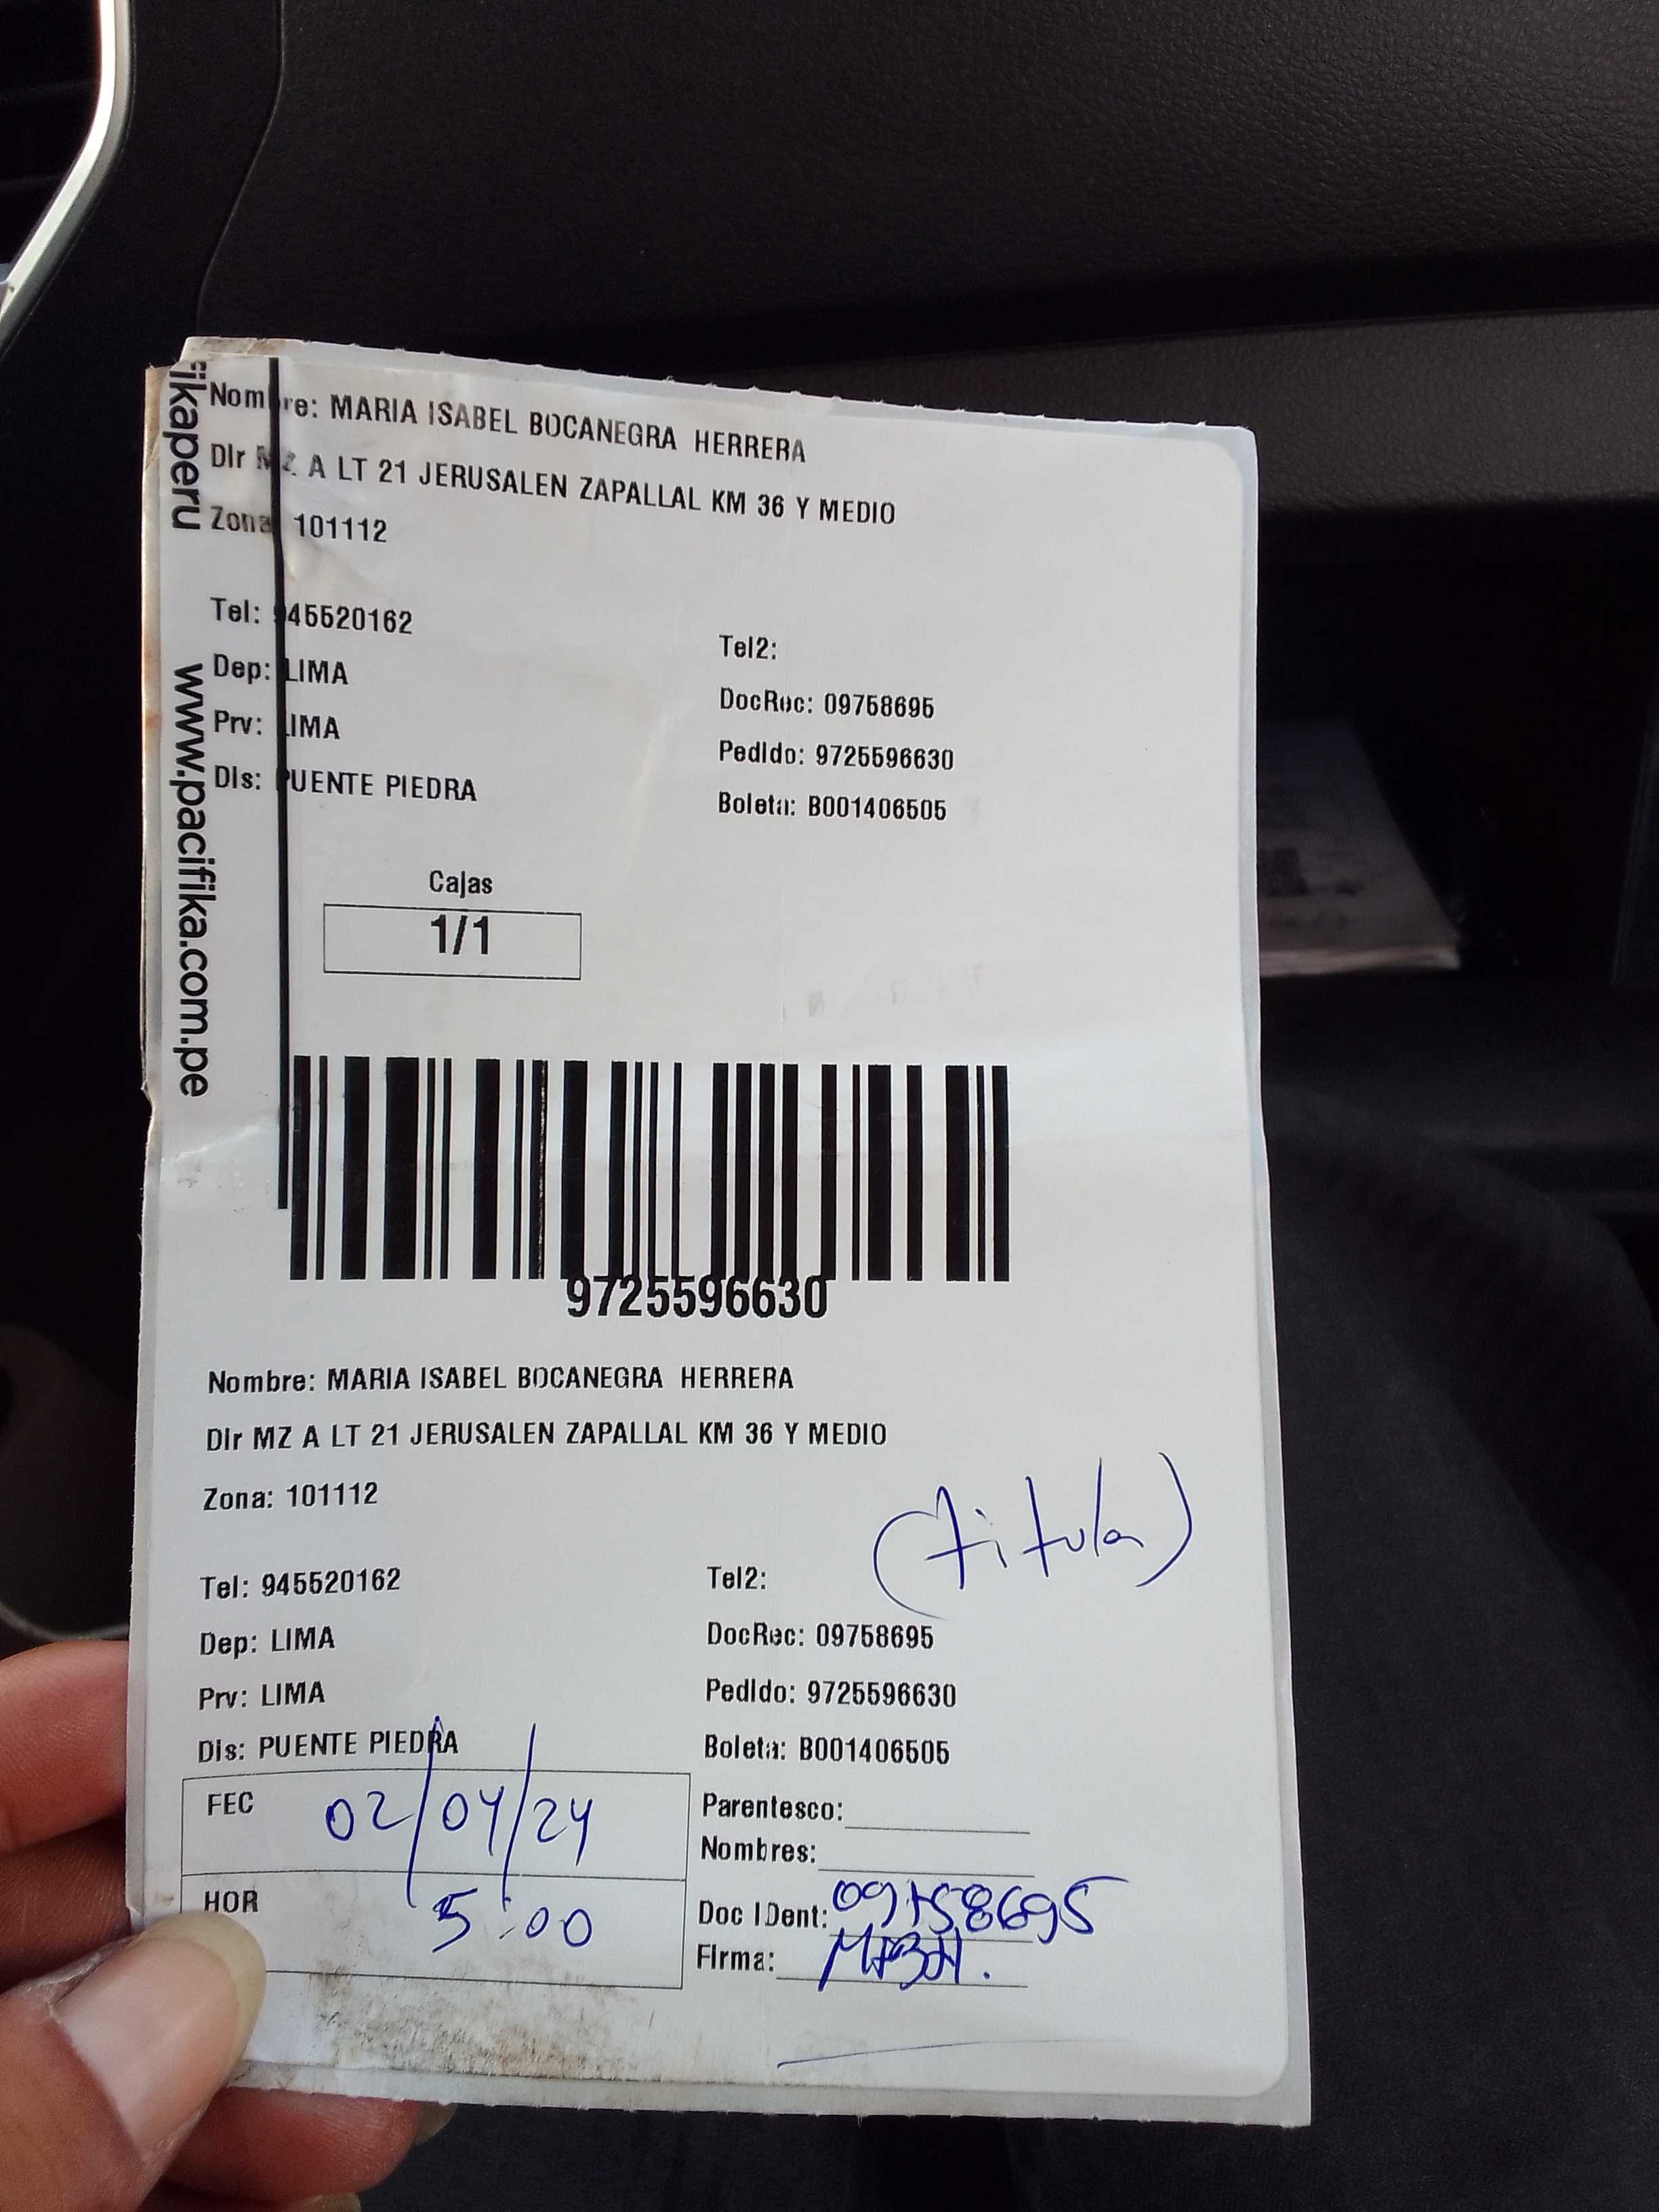 ikaperu
www.pacifika.com.pe
Nombre: MARIA ISABEL BOCANEGRA HERRERA
Dir MZ A LT 21 JERUSALEN ZAPALLAL KM 36 Y MEDIO
Zona 101112
Tel: 945520162
Tel2:
Dep: LIMA
DocRec: 09758695
Prv: LIMA
Pedido: 9725596630
Dis: PUENTE PIEDRA
Boleta: B001406505
Cajas
1/1
9725596630
Nombre: MARIA ISABEL BOCANEGRA HERRERA
Dir MZ A LT 21 JERUSALEN ZAPALLAL KM 36 Y MEDIO
Zona: 101112
(titula)
Tel: 945520162
Tel2:
Dep: LIMA
DocRec: 09758695
Prv: LIMA
Pedido: 9725596630
Dis: PUENTE PIEDRA
Boleta: B001406505
FEC 02/04/24
Parentesco:
Nombres:
HOR 5:00
Doc IDent: 09758695
Firma: